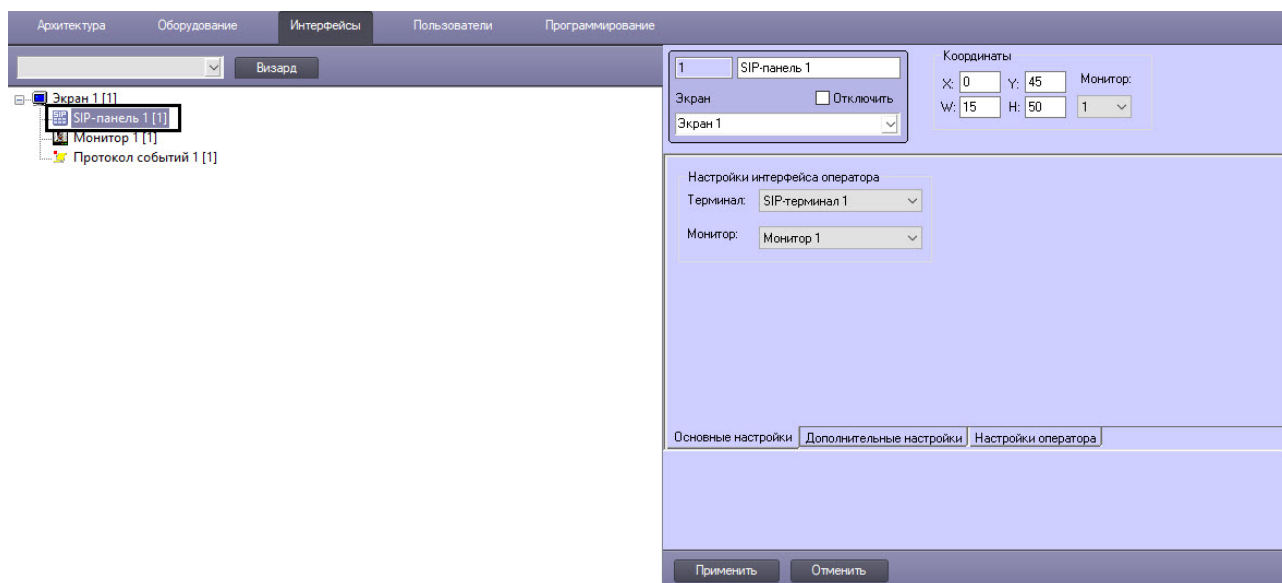 Архитектура Оборудование Интерфейсы Пользователи Программирование
Визард
Экран 1 [1]
SIP-панель 1 [1]
Монитор 1 [1]
Протокол событий 1 [1]
1 SIP-панель 1
Экран Отключить
Экран 1
Координаты
X: 0 Y: 45 Монитор:
W: 15 H: 50 1
Настройки интерфейса оператора
Терминал: SIP-терминал 1
Монитор: Монитор 1
Основные настройки Дополнительные настройки Настройки оператора
Применить Отменить